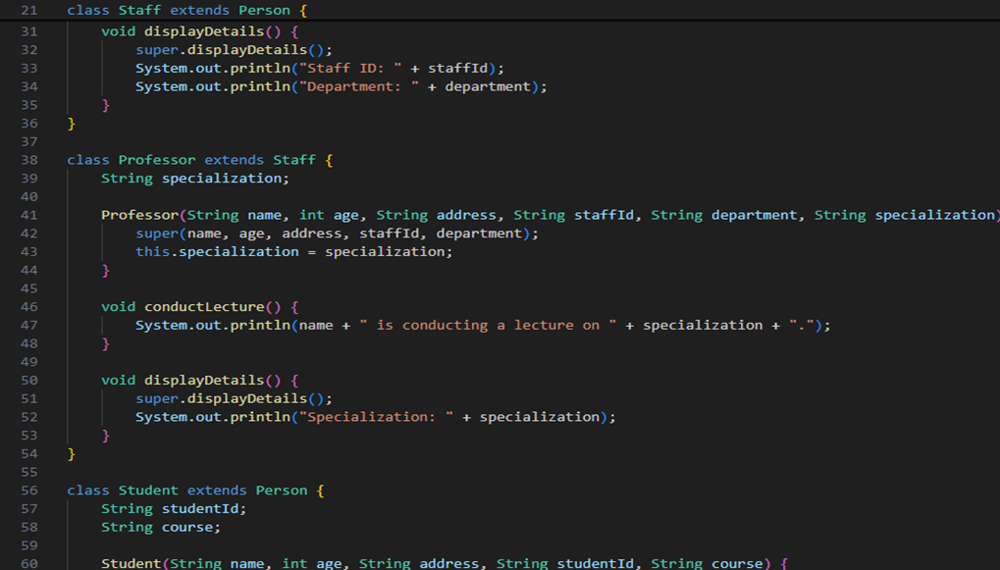 21 class Staff extends Person {
31 void displayDetails() {
32 super.displayDetails();
33 System.out.println("Staff ID: " + staffId);
34 System.out.println("Department: " + department);
35 }
36 }
37
38 class Professor extends Staff {
39 String specialization;
40
41 Professor(String name, int age, String address, String staffId, String department, String specialization)
42 super(name, age, address, staffId, department);
43 this.specialization = specialization;
44 }
45
46 void conductLecture() {
47 System.out.println(name + " is conducting a lecture on " + specialization + ".");
48 }
49
50 void displayDetails() {
51 super.displayDetails();
52 System.out.println("Specialization: " + specialization);
53 }
54 }
55
56 class Student extends Person {
57 String studentId;
58 String course;
59
60 Student(String name, int age, String address, String studentId, String course) {